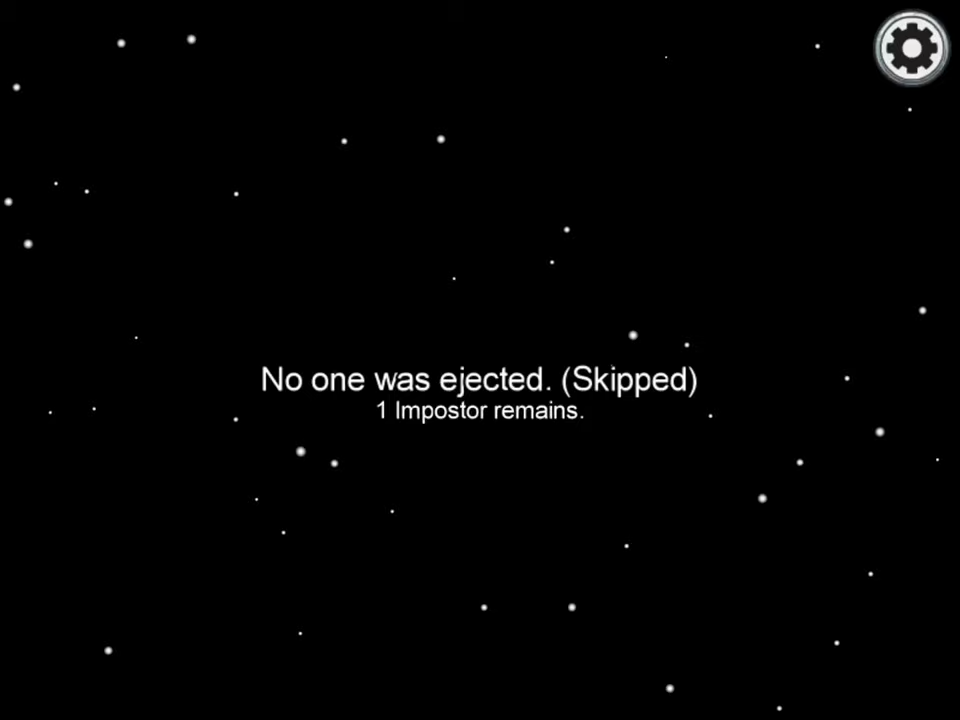 No one was ejected. (Skipped)
1 Impostor remains.